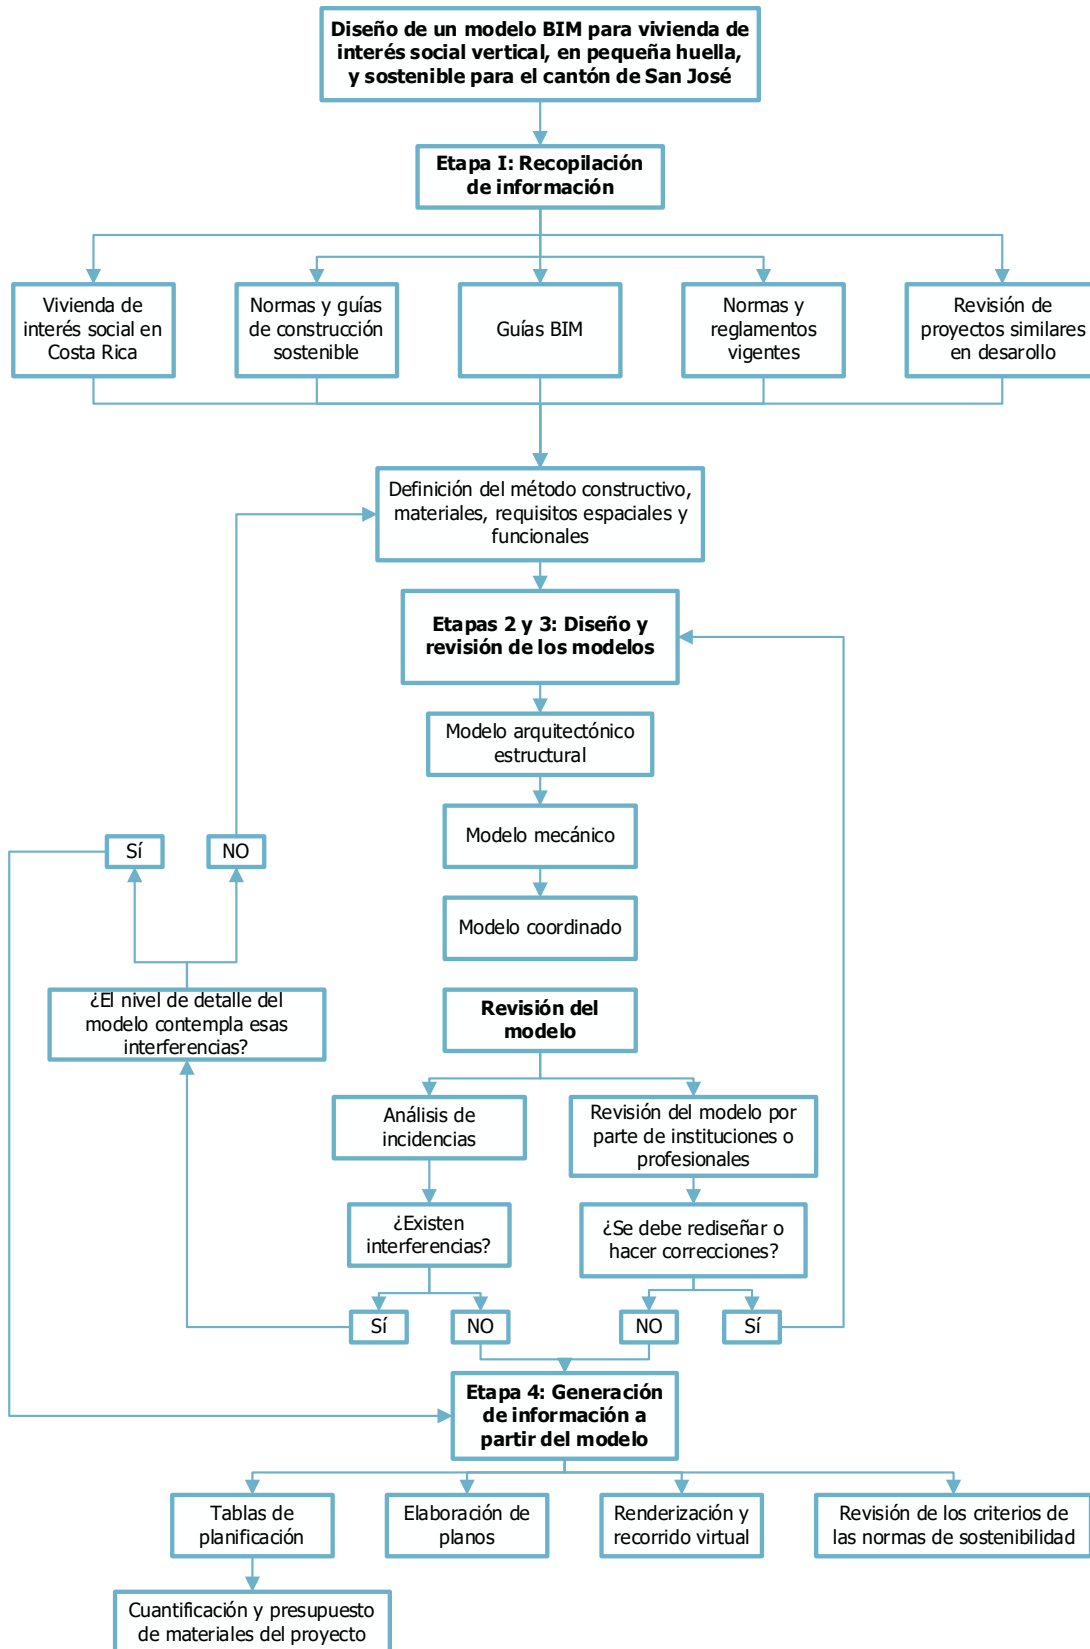 Diseño de un modelo BIM para vivienda de
interés social vertical, en pequeña huella,
y sostenible para el cantón de San José
Etapa I: Recopilación
de información
Vivienda de
interés social en
Costa Rica
Normas y guías
de construcción
sostenible
Guías BIM
Normas y
reglamentos
vigentes
Revisión de
proyectos similares
en desarollo
Definición del método constructivo,
materiales, requisitos espaciales y
funcionales
Etapas 2 y 3: Diseño y
revisión de los modelos
Modelo arquitectónico
estructural
Modelo mecánico
Sí
NO
Modelo coordinado
¿El nivel de detalle del
modelo contempla esas
interferencias?
Revisión del
modelo
Análisis de
incidencias
Revisión del modelo por
parte de instituciones o
profesionales
¿Existen
interferencias?
¿Se debe rediseñar o
hacer correcciones?
Sí
NO
NO
Sí
Etapa 4: Generación
de información a
partir del modelo
Tablas de
planificación
Elaboración de
planos
Renderización y
recorrido virtual
Revisión de los criterios de
las normas de sostenibilidad
Cuantificación y presupuesto
de materiales del proyecto